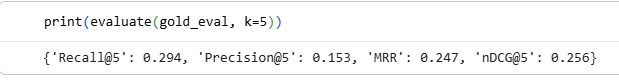 print(evaluate(gold_eval, k=5))
{'Recall@5': 0.294, 'Precision@5': 0.153, 'MRR': 0.247, 'nDCG@5': 0.256}